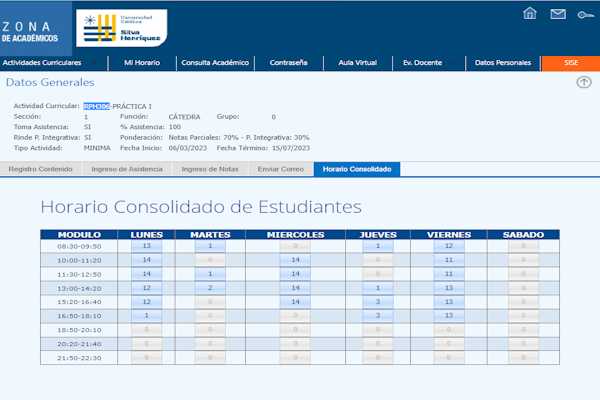 ZONA
DE ACADÉMICOS
Universidad
Católica
Silva
Henríquez
Actividades Curriculares Mi Horario Consulta Académico Contraseña Aula Virtual Ev. Docente Datos Personales SISE
Datos Generales
Actividad Curricular: RPH306-PRÁCTICA I
Sección: 1 Función: CÁTEDRA Grupo: 0
Toma Asistencia: SI % Asistencia: 100
Rinde P. Integrativa: SI Ponderación: Notas Parciales: 70% - P. Integrativa: 30%
Tipo Actividad: MINIMA Fecha Inicio: 06/03/2023 Fecha Término: 15/07/2023
Registro Contenido Ingreso de Asistencia Ingreso de Notas Enviar Correo Horario Consolidado
Horario Consolidado de Estudiantes
MODULO LUNES MARTES MIERCOLES JUEVES VIERNES SABADO
08:30-09:50 13 1 0 1 12 0
10:00-11:20 14 0 14 0 11 0
11:30-12:50 14 1 14 0 11 0
13:00-14:20 12 2 14 1 13 0
15:20-16:40 12 0 14 3 13 0
16:50-18:10 1 0 0 3 13 0
18:50-20:10 0 0 0 0 0 0
20:20-21:40 0 0 0 0 0 0
21:50-22:30 0 0 0 0 0 0